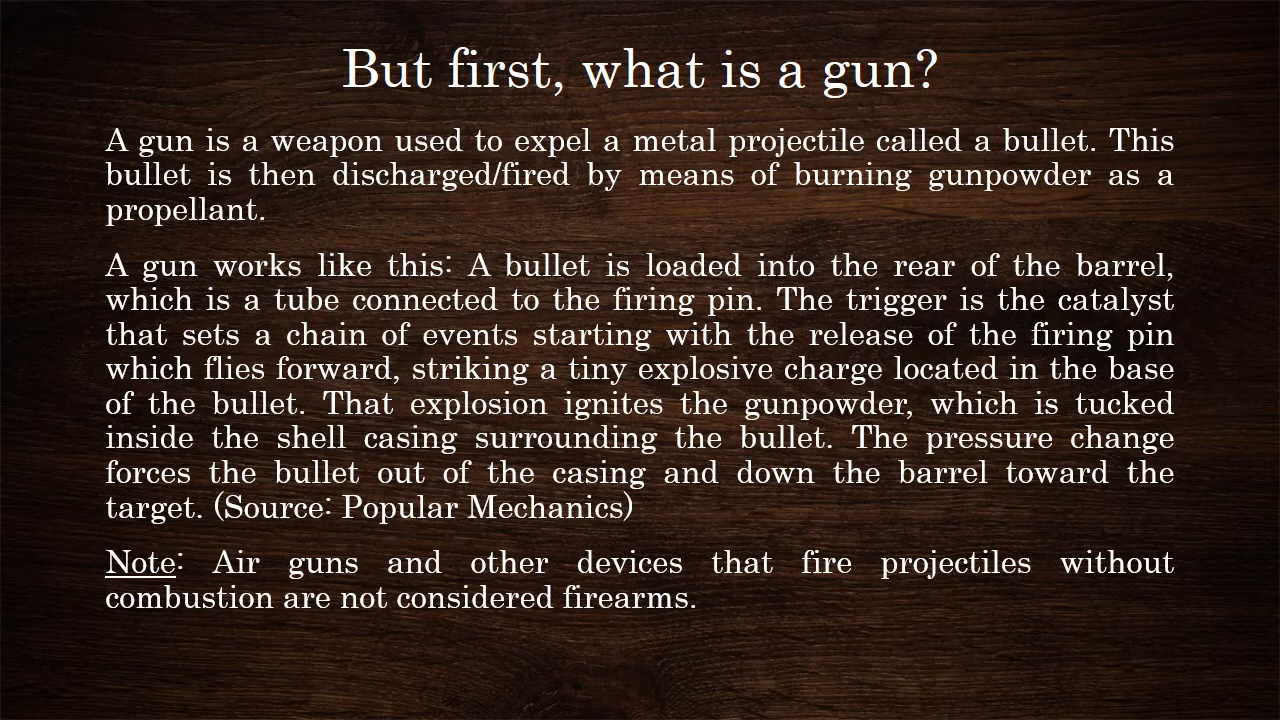 But first, what is a gun?
A gun is a weapon used to expel a metal projectile called a bullet. This
bullet is then discharged/fired by means of burning gunpowder as a
propellant.
A gun works like this: A bullet is loaded into the rear of the barrel,
which is a tube connected to the firing pin. The trigger is the catalyst
that sets a chain of events starting with the release of the firing pin
which flies forward, striking a tiny explosive charge located in the base
of the bullet. That explosion ignites the gunpowder, which is tucked
inside the shell casing surrounding the bullet. The pressure change
forces the bullet out of the casing and down the barrel toward the
target. (Source: Popular Mechanics)
Note: Air guns and other devices that fire projectiles without
combustion are not considered firearms.